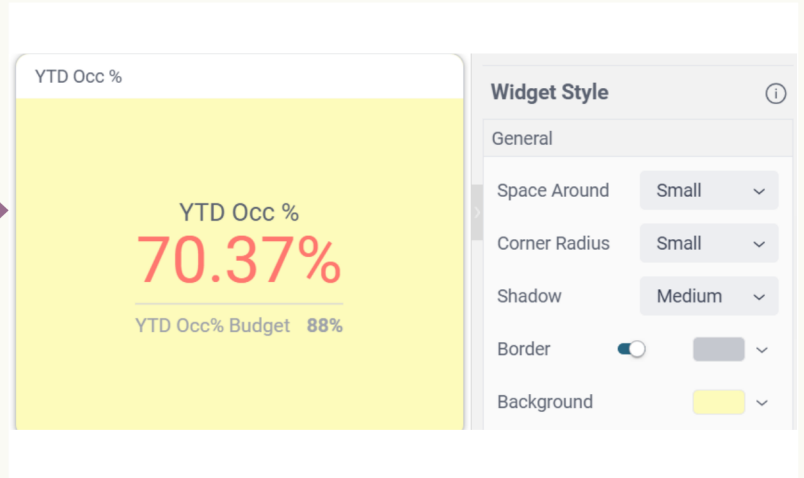 YTD Occ %
YTD Occ %
70.37%
YTD Occ% Budget 88%
Widget Style
General
Space Around Small
Corner Radius Small
Shadow Medium
Border
Background